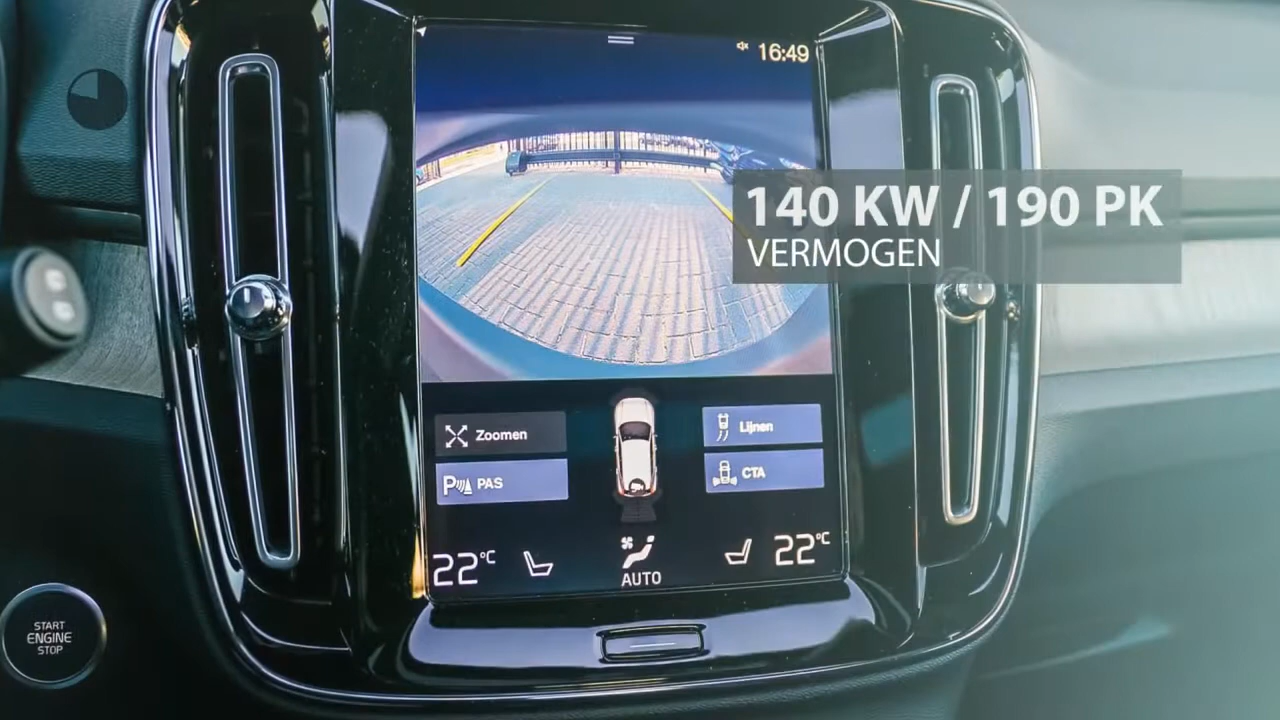 16:49
140 KW / 190 PK
VERMOGEN
Zoomen
Lijnen
PAS
CTA
22°C
AUTO
22°C
START
ENGINE
STOP